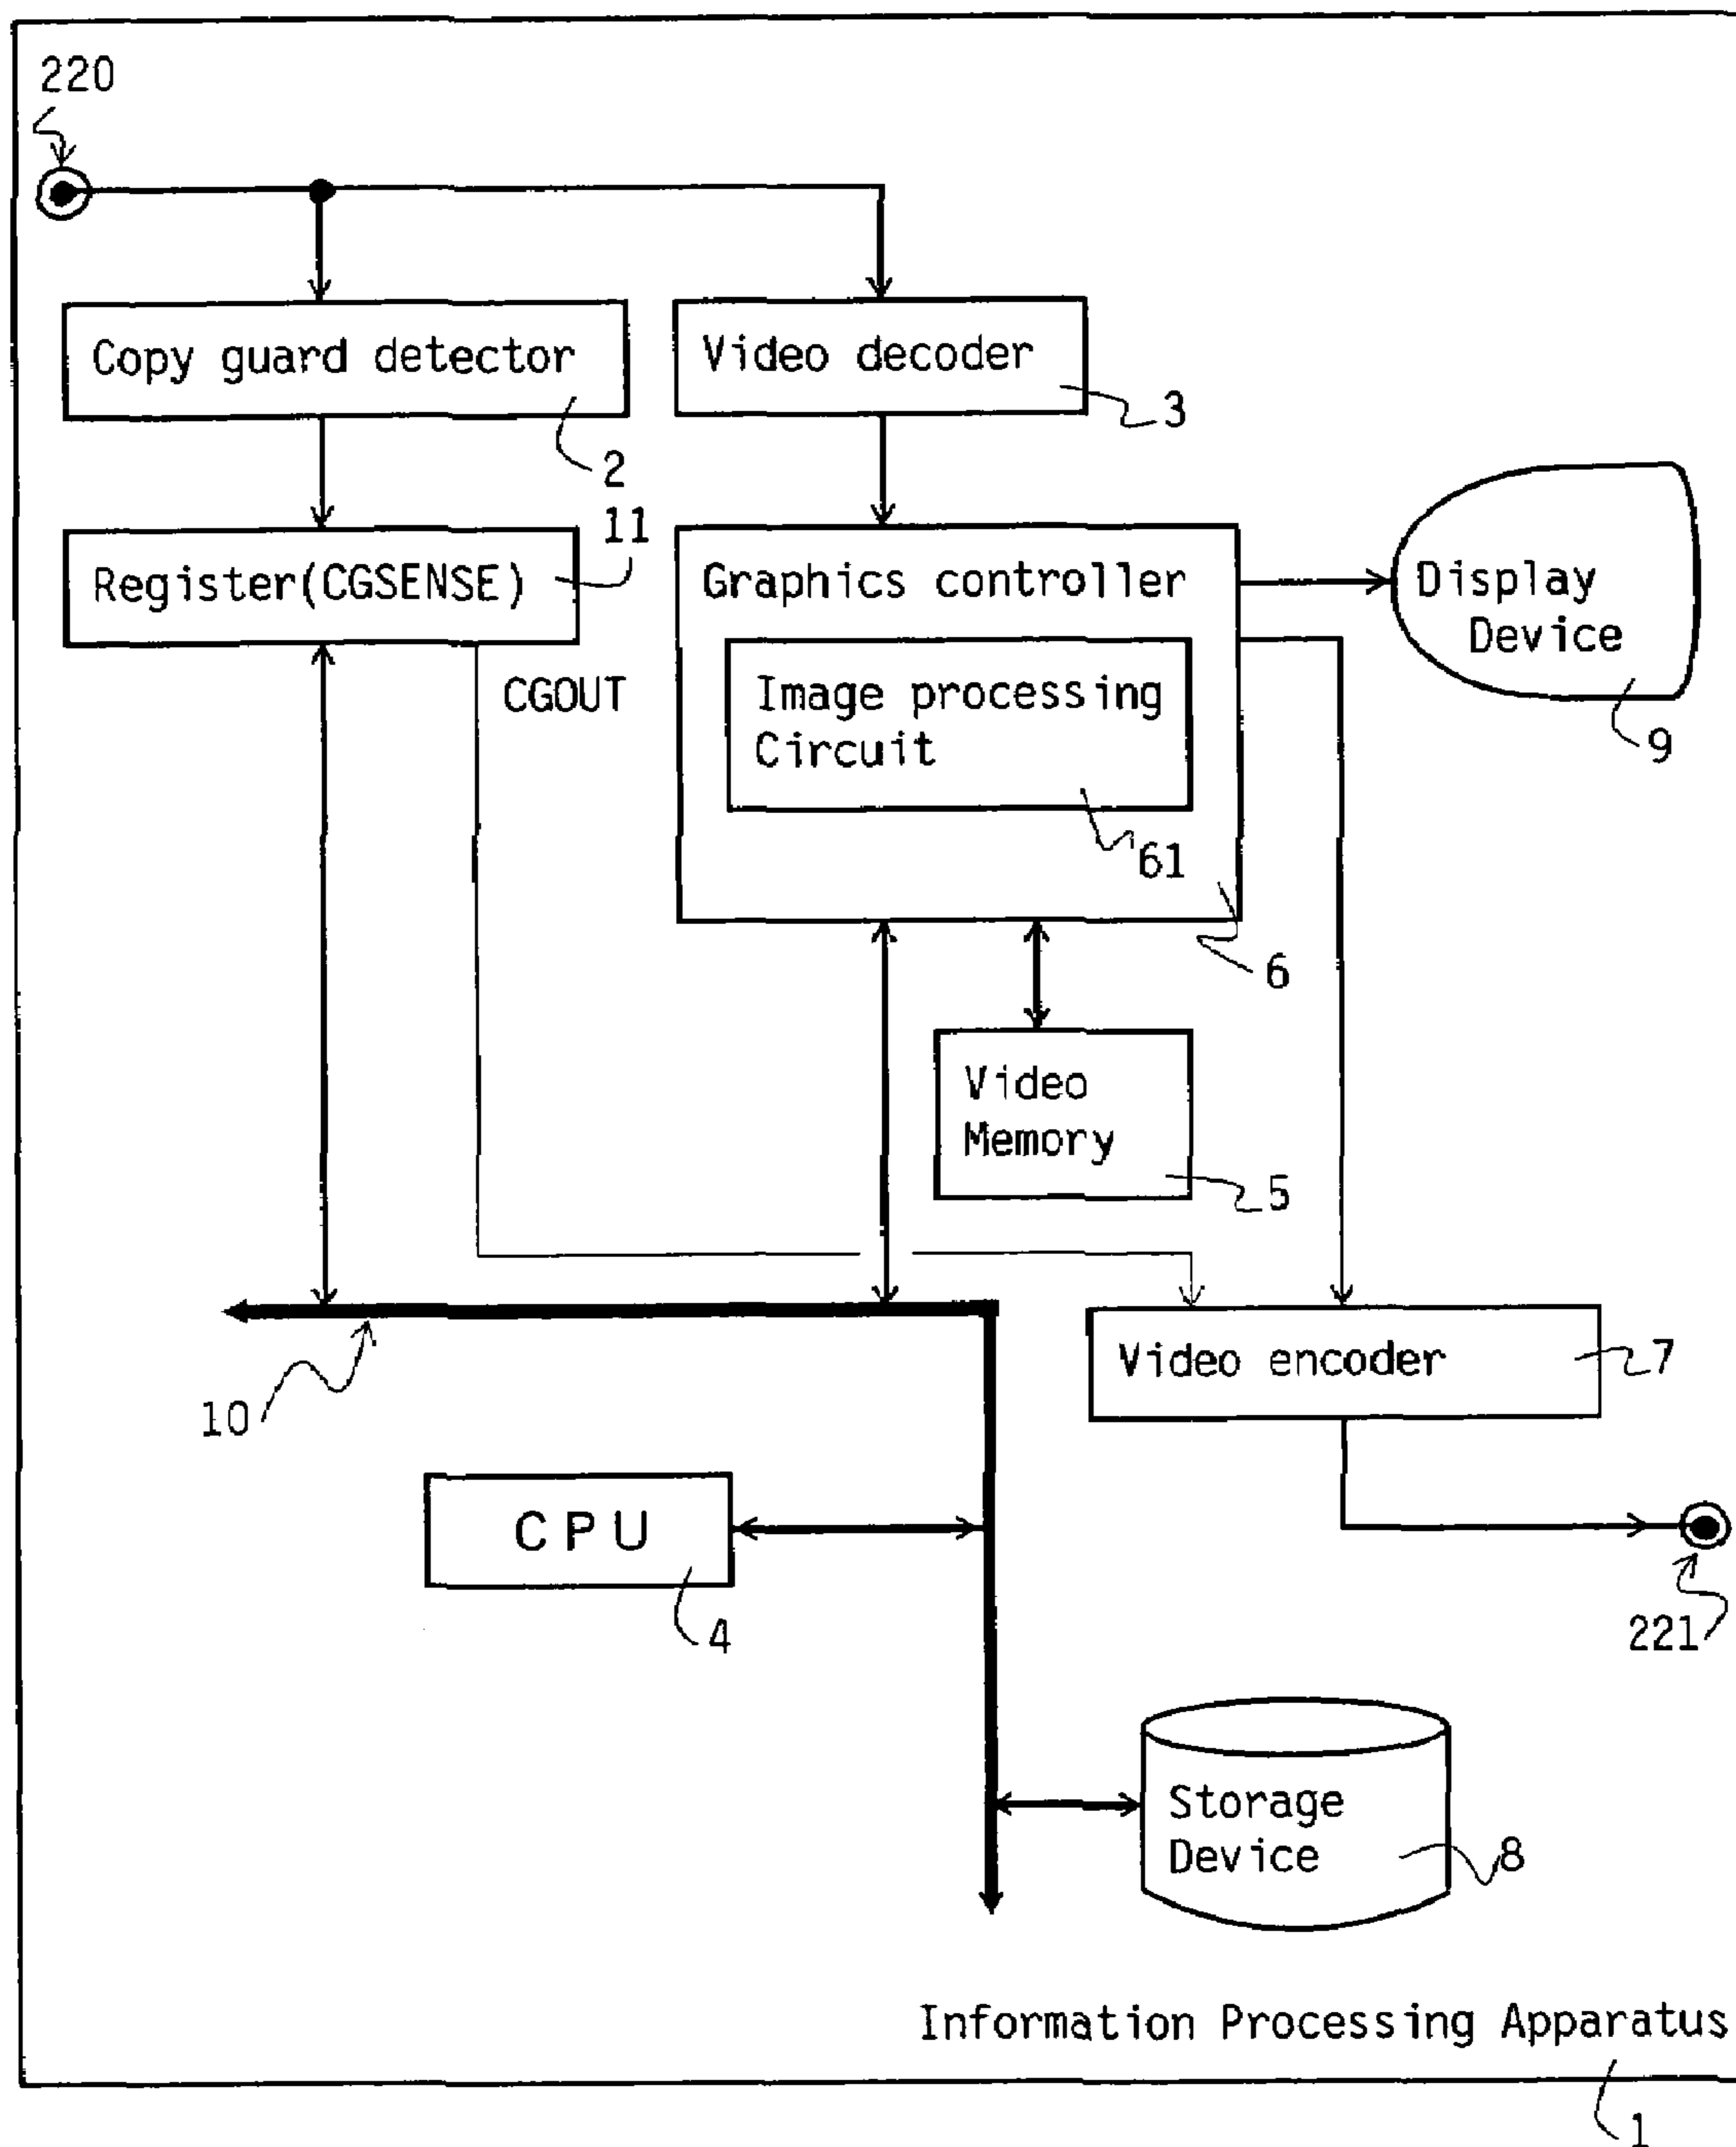 220
Copy guard detector
2
Video decoder
3
Register(CGSENSE)
11
CGOUT
Graphics controller
Image processing
Circuit
61
6
Display
Device
9
Video
Memory
5
10
Video encoder
7
CPU
4
221
Storage
Device
8
Information Processing Apparatus
1